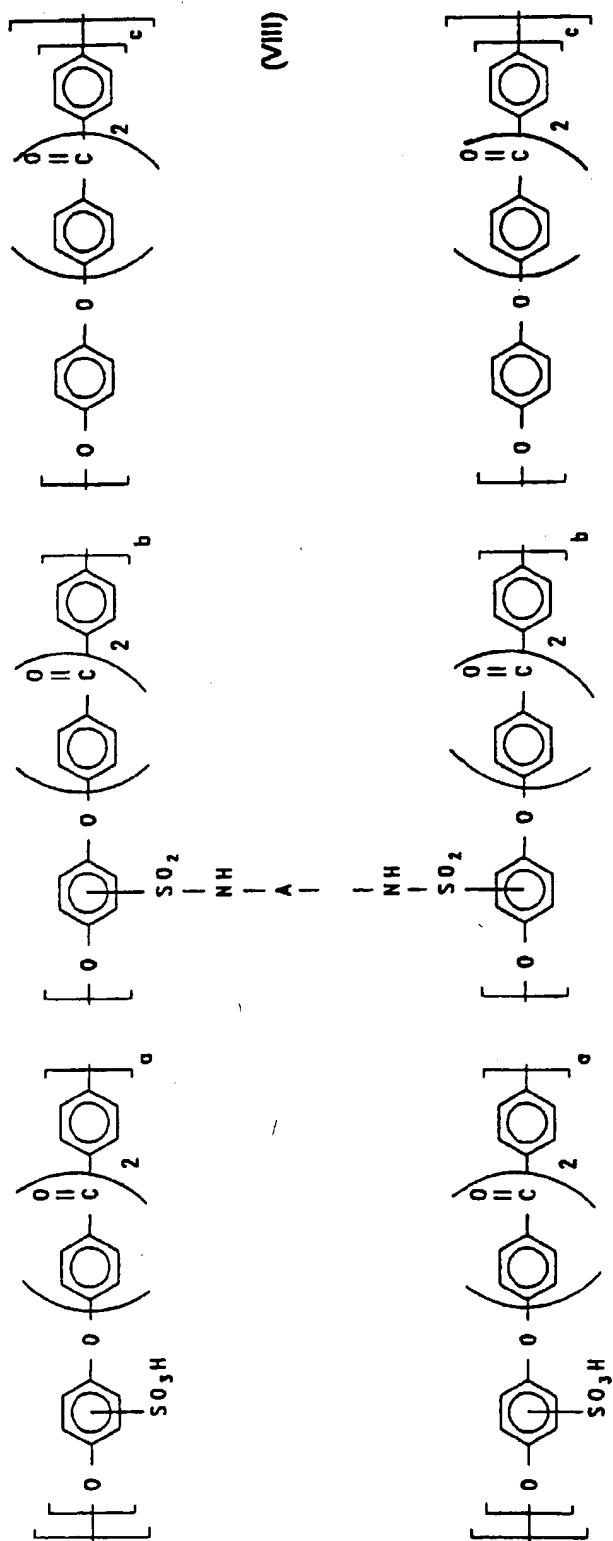 O O O
O O C 2 a O O C 2 b O O C 2 c
SO₃H SO₂
NH
A
(VIII)
NH
SO₂
O O O
O O C 2 a O O C 2 b O O C 2 c
SO₃H